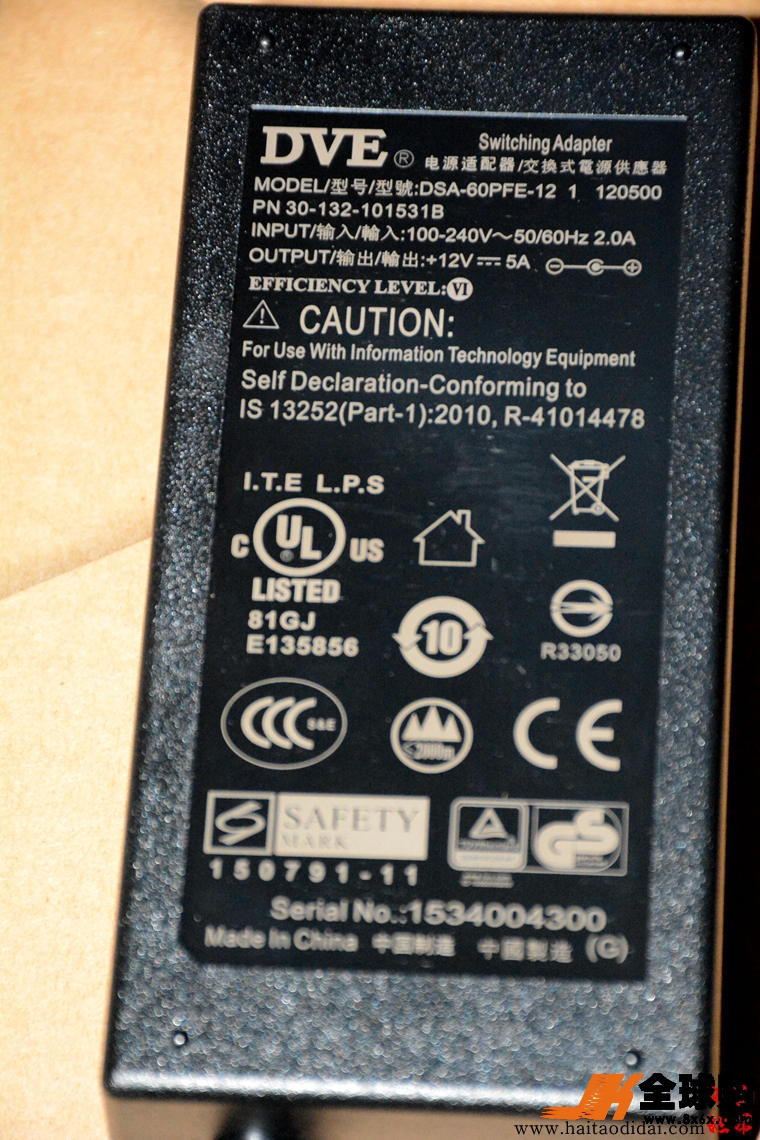 DVE® Switching Adapter
电源适配器/交換式電源供應器
MODEL/型号/型號:DSA-60PFE-12 1 120500
PN 30-132-101531B
INPUT/输入/輸入:100-240V～50/60Hz 2.0A
OUTPUT/输出/輸出:+12V⎓5A
EFFICIENCY LEVEL:VI
CAUTION:
For Use With Information Technology Equipment
Self Declaration-Conforming to
IS 13252(Part-1):2010, R-41014478
I.T.E L.P.S
C UL® US
LISTED
81GJ
E135856
10
R33050
CCC S&E
≤2000m
CE
SAFETY
MARK
GS
150791-11
Serial No.:1534004300
Made In China 中国制造 中國製造 (G)
全球
www.8x6x.com
www.haitaodidai.com